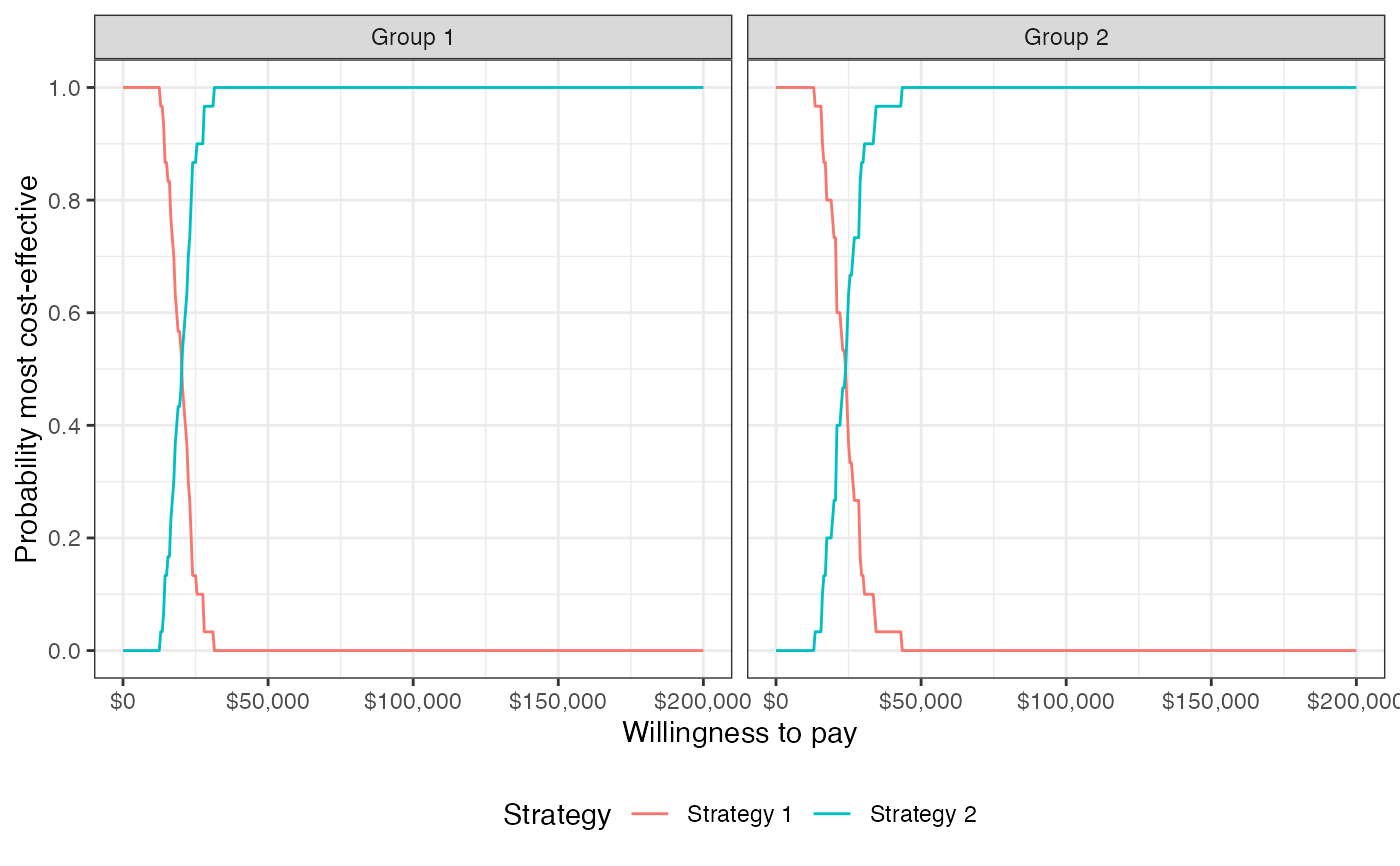 Group 1 Group 2
Probability most cost-effective
1.0
0.8
0.6
0.4
0.2
0.0
$0 $50,000 $100,000 $150,000 $200,000 $0 $50,000 $100,000 $150,000 $200,000
Willingness to pay
Strategy Strategy 1 Strategy 2